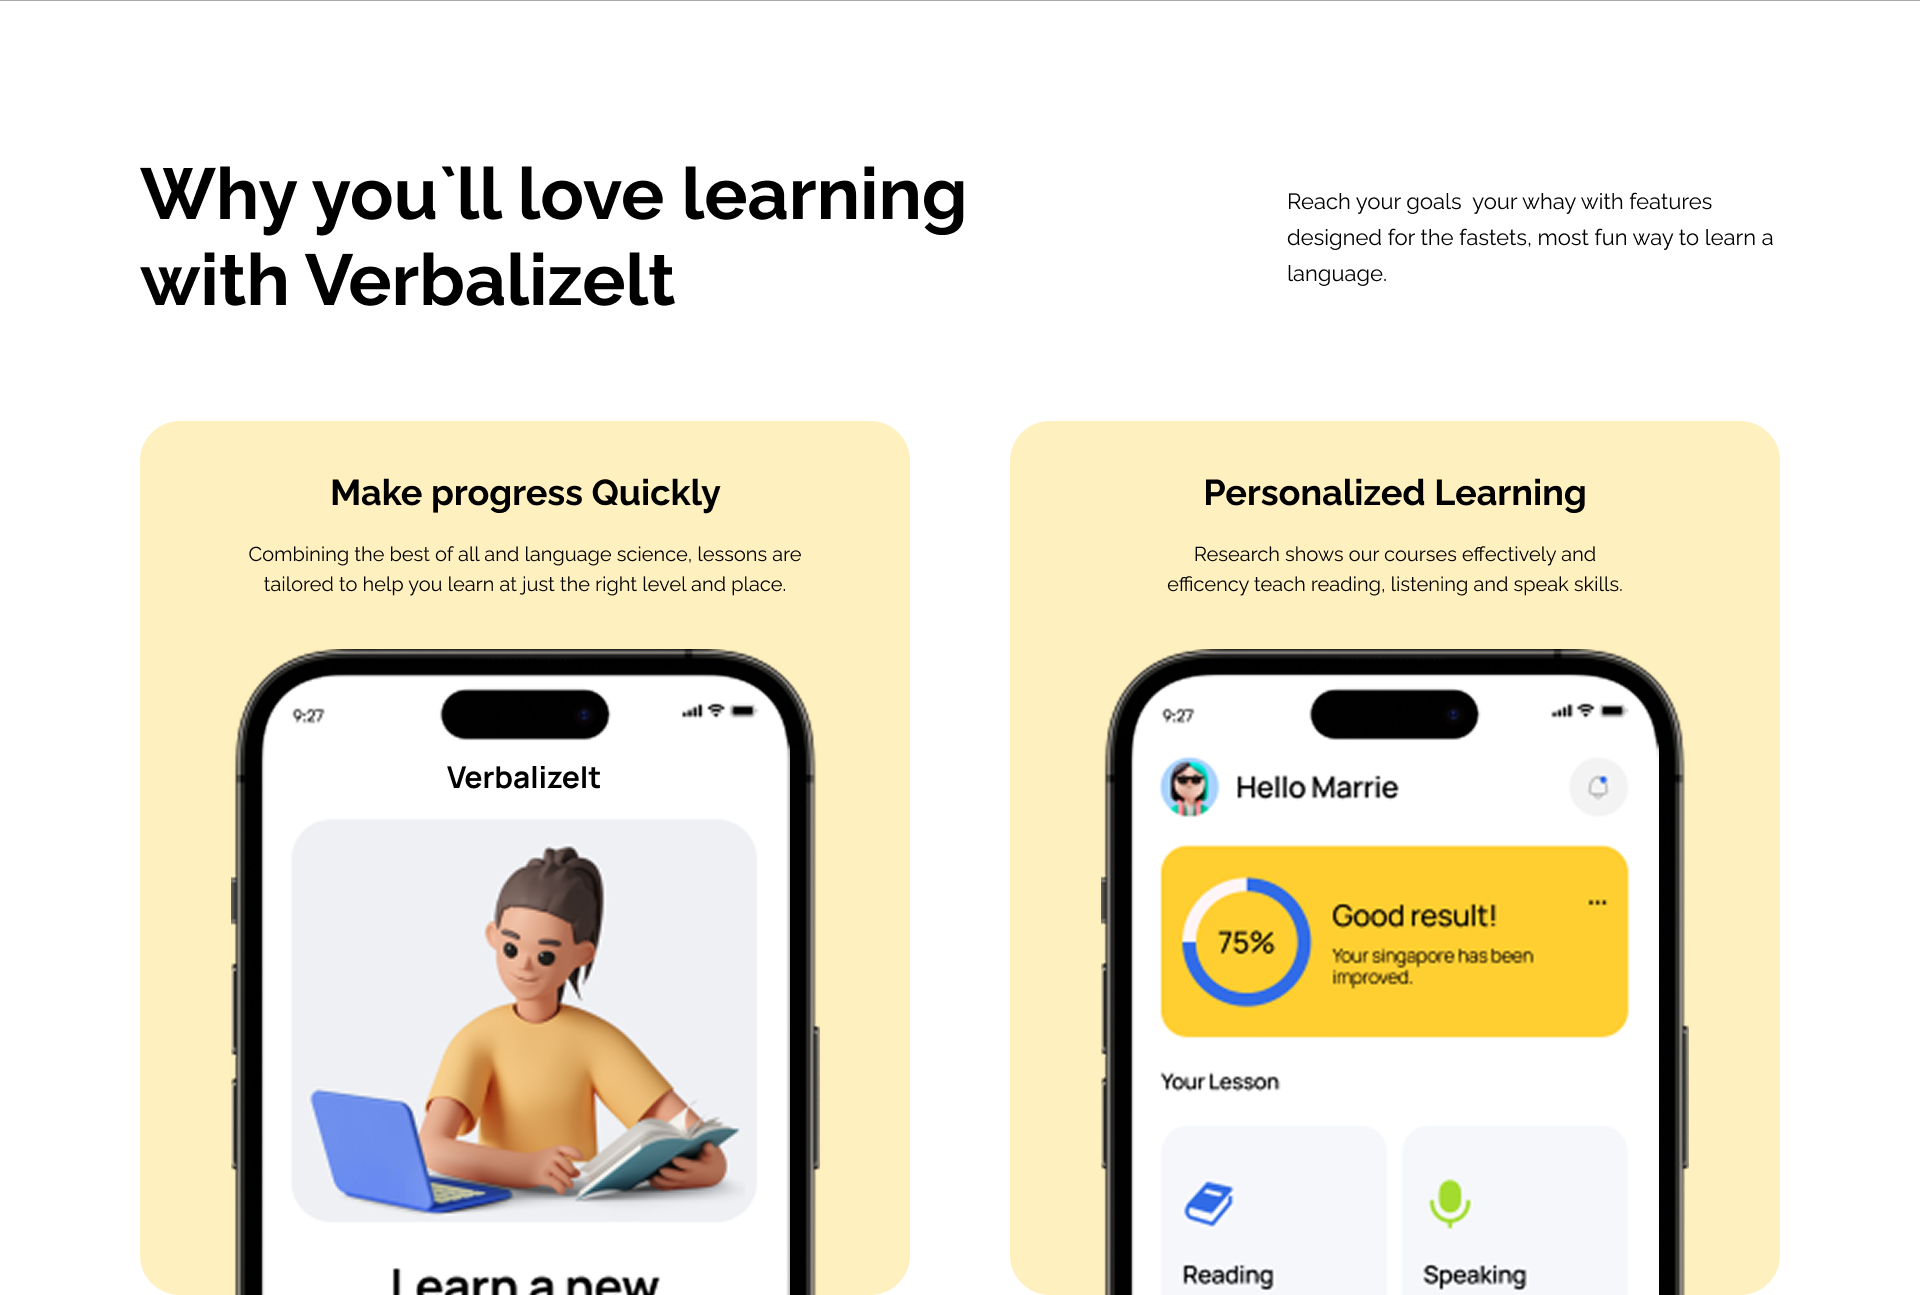 Why you`ll love learning
with VerbalizeIt
Reach your goals  your whay with features
designed for the fastets, most fun way to learn a
language.
Make progress Quickly
Combining the best of all and language science, lessons are
tailored to help you learn at just the right level and place.
9:27
VerbalizeIt
Learn a new
Personalized Learning
Research shows our courses effectively and
efficency teach reading, listening and speak skills.
9:27
Hello Marrie
75%
Good result!
Your singapore has been
improved.
Your Lesson
Reading
Speaking